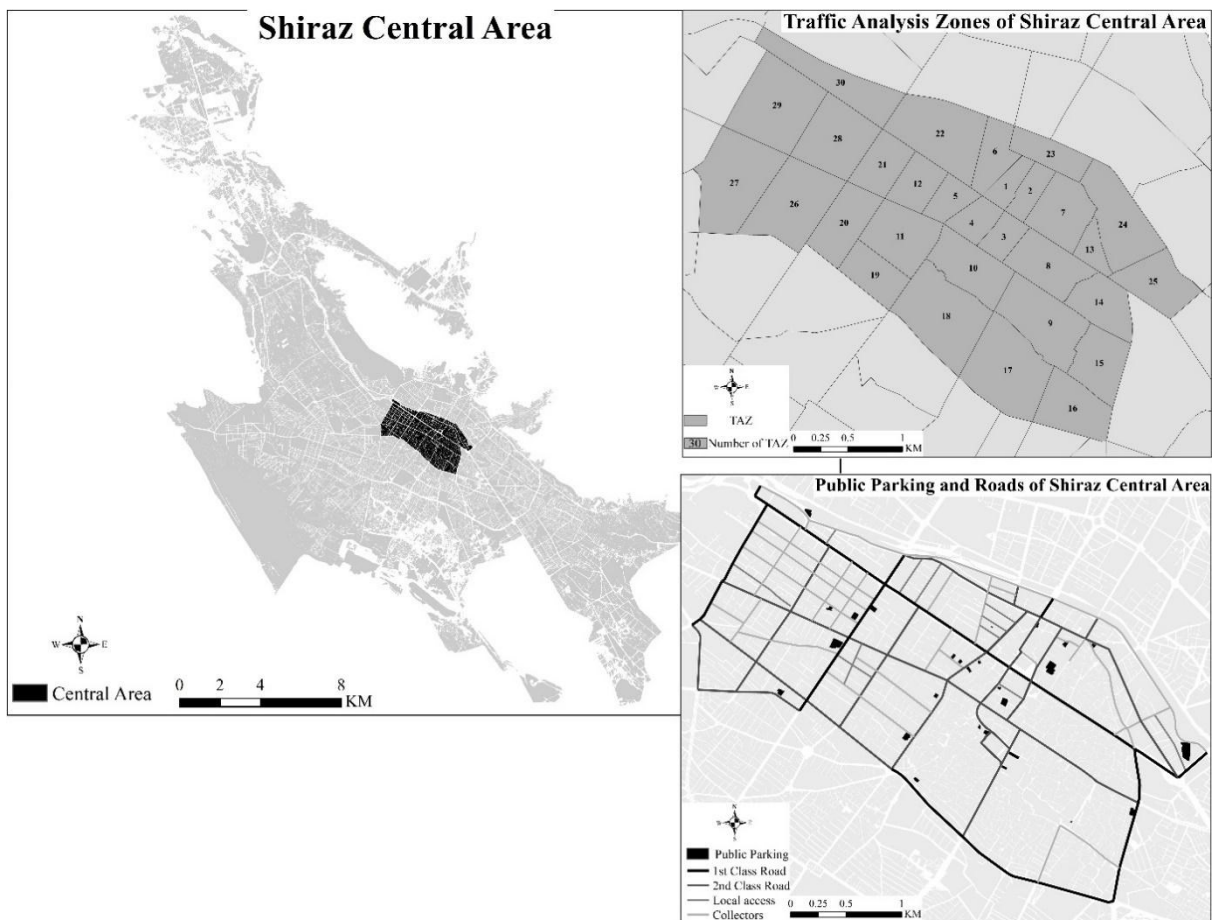 Shiraz Central Area
N
W E
S
Central Area
0 2 4 8
KM
Traffic Analysis Zones of Shiraz Central Area
30
29
22
28
6
23
21
12
1
2
27
5
7
26
4
24
20
11
3
13
10
8
25
19
14
18
9
15
17
16
N
S
TAZ
30 Number of TAZ
0 0.25 0.5 1
KM
Public Parking and Roads of Shiraz Central Area
N
S
Public Parking
1st Class Road
2nd Class Road
Local access
Collectors
0 0.25 0.5 1
KM